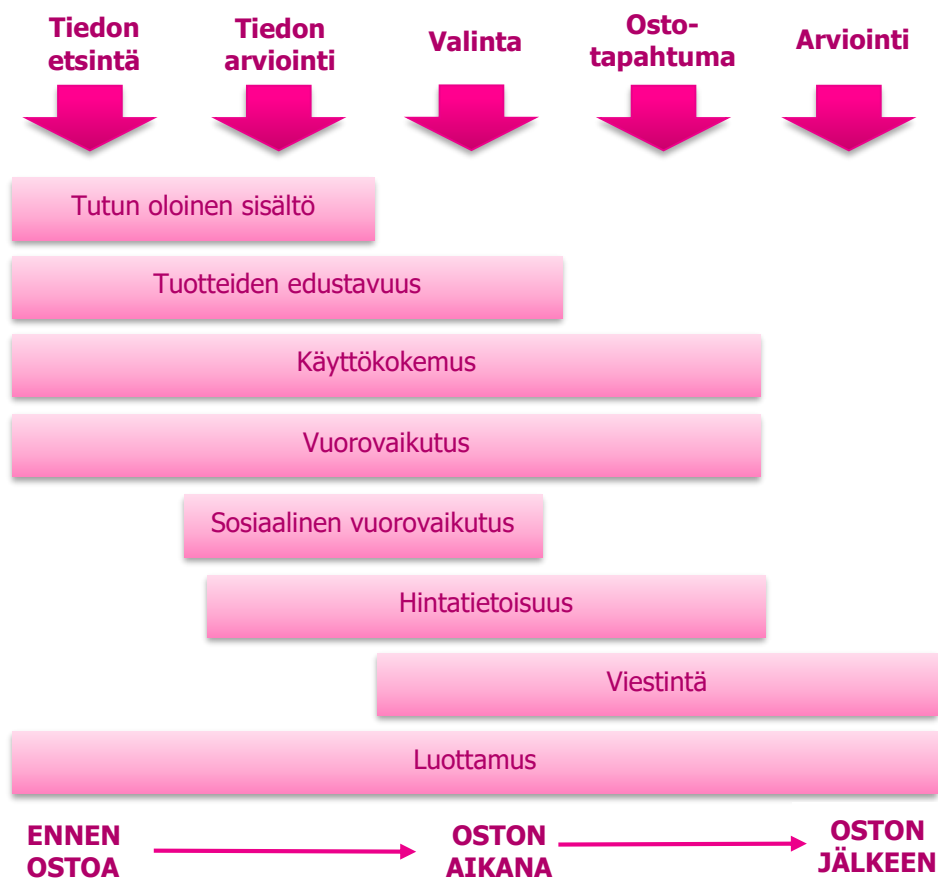 Tiedon
etsintä
Tiedon
arviointi
Valinta
Osto-
tapahtuma
Arviointi
Tutun oloinen sisältö
Tuotteiden edustavuus
Käyttökokemus
Vuorovaikutus
Sosiaalinen vuorovaikutus
Hintatietoisuus
Viestintä
Luottamus
ENNEN
OSTOA
OSTON
AIKANA
OSTON
JÄLKEEN